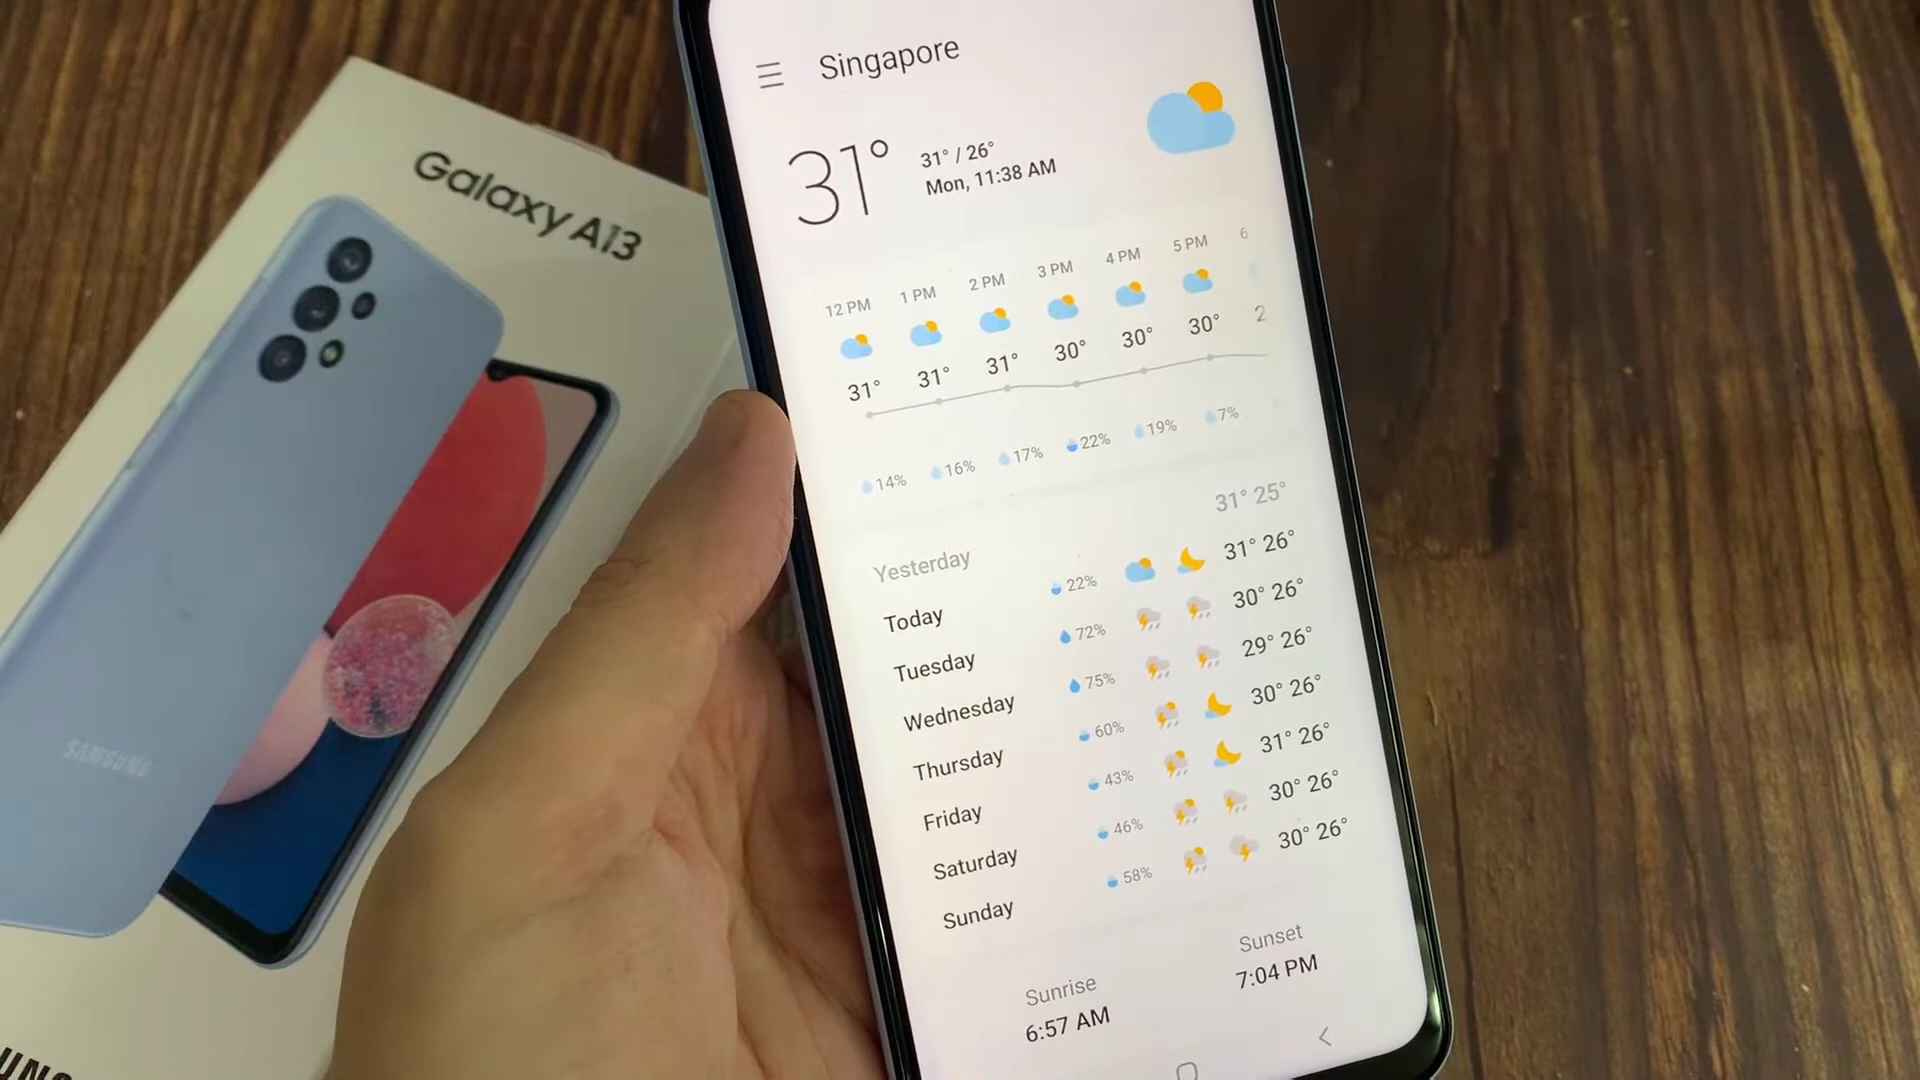 Galaxy A13
SAMSUNG
Singapore
31°
31° / 26°
Mon, 11:38 AM
12 PM 1 PM 2 PM 3 PM 4 PM 5 PM 6
31° 31° 31° 30° 30° 30° 2
14% 16% 17% 22% 19% 7%
Yesterday 31° 25°
Today 22% 31° 26°
Tuesday 72% 30° 26°
Wednesday 75% 29° 26°
Thursday 60% 30° 26°
Friday 43% 31° 26°
Saturday 46% 30° 26°
Sunday 58% 30° 26°
Sunrise
6:57 AM
Sunset
7:04 PM
UNG